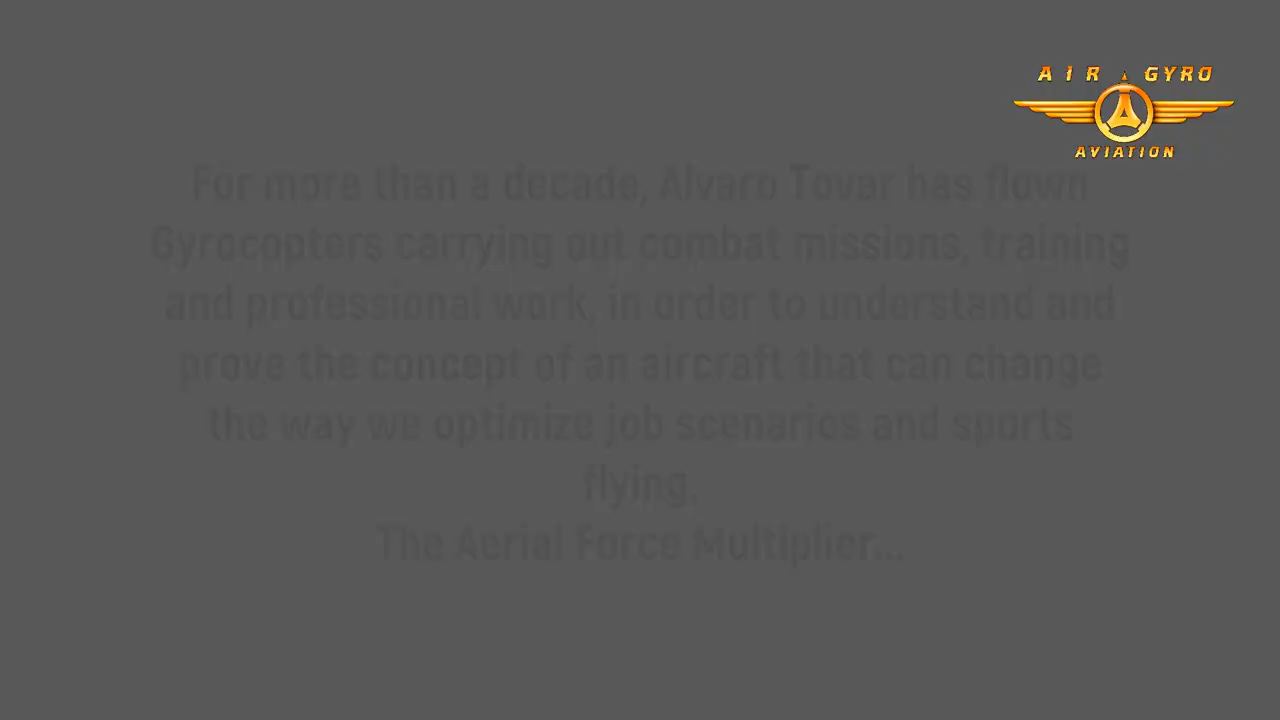 AIR GYRO
AVIATION
For more than a decade, Alvaro Tovar has flown
Gyrocopters carrying out combat missions, training
and professional work, in order to understand and
prove the concept of an aircraft that can change
the way we optimize job scenarios and sports
flying.
The Aerial Force Multiplier...